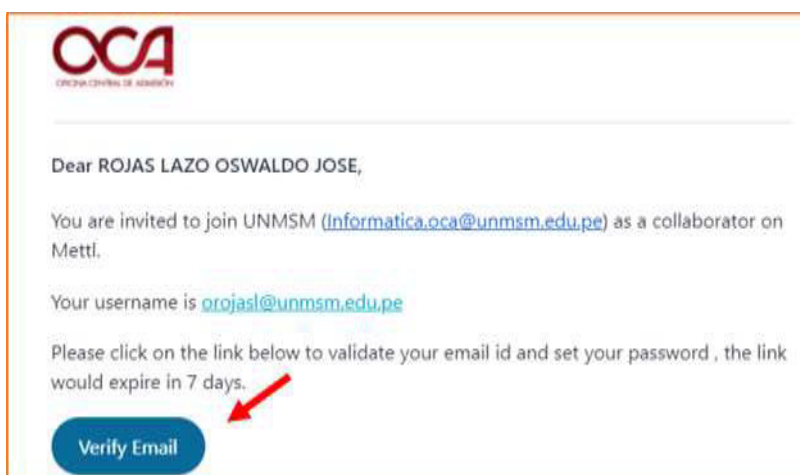 OCA
OFICINA CENTRAL DE ADMISIÓN
Dear ROJAS LAZO OSWALDO JOSE,
You are invited to join UNMSM (Informatica.oca@unmsm.edu.pe) as a collaborator on
Mettl.
Your username is orojasl@unmsm.edu.pe
Please click on the link below to validate your email id and set your password , the link
would expire in 7 days.
Verify Email